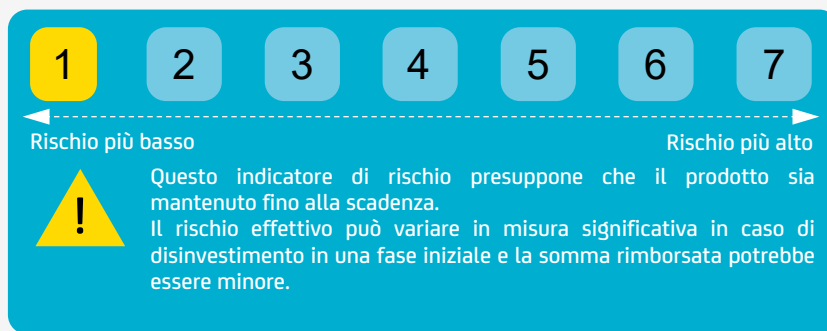 1 2 3 4 5 6 7
Rischio più basso Rischio più alto
!
Questo indicatore di rischio presuppone che il prodotto sia
mantenuto fino alla scadenza.
Il rischio effettivo può variare in misura significativa in caso di
disinvestimento in una fase iniziale e la somma rimborsata potrebbe
essere minore.